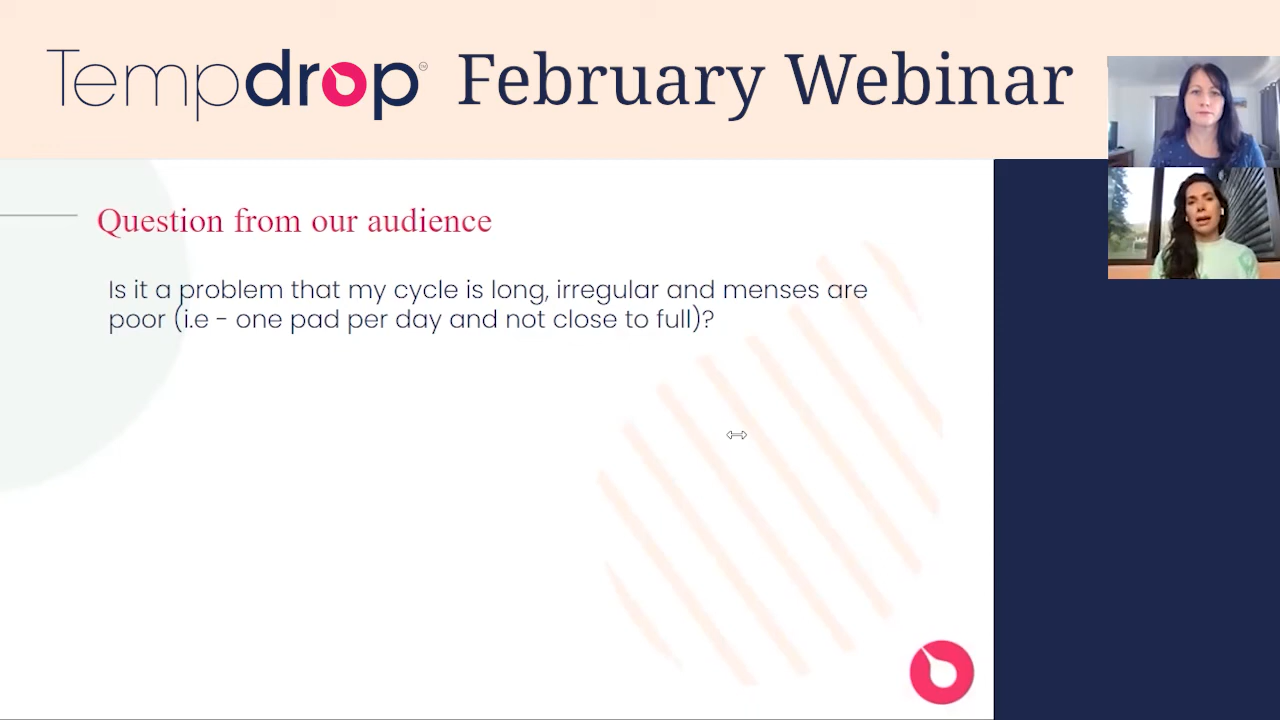 Tempdrop™ February Webinar
Question from our audience
Is it a problem that my cycle is long, irregular and menses are
poor (i.e - one pad per day and not close to full)?